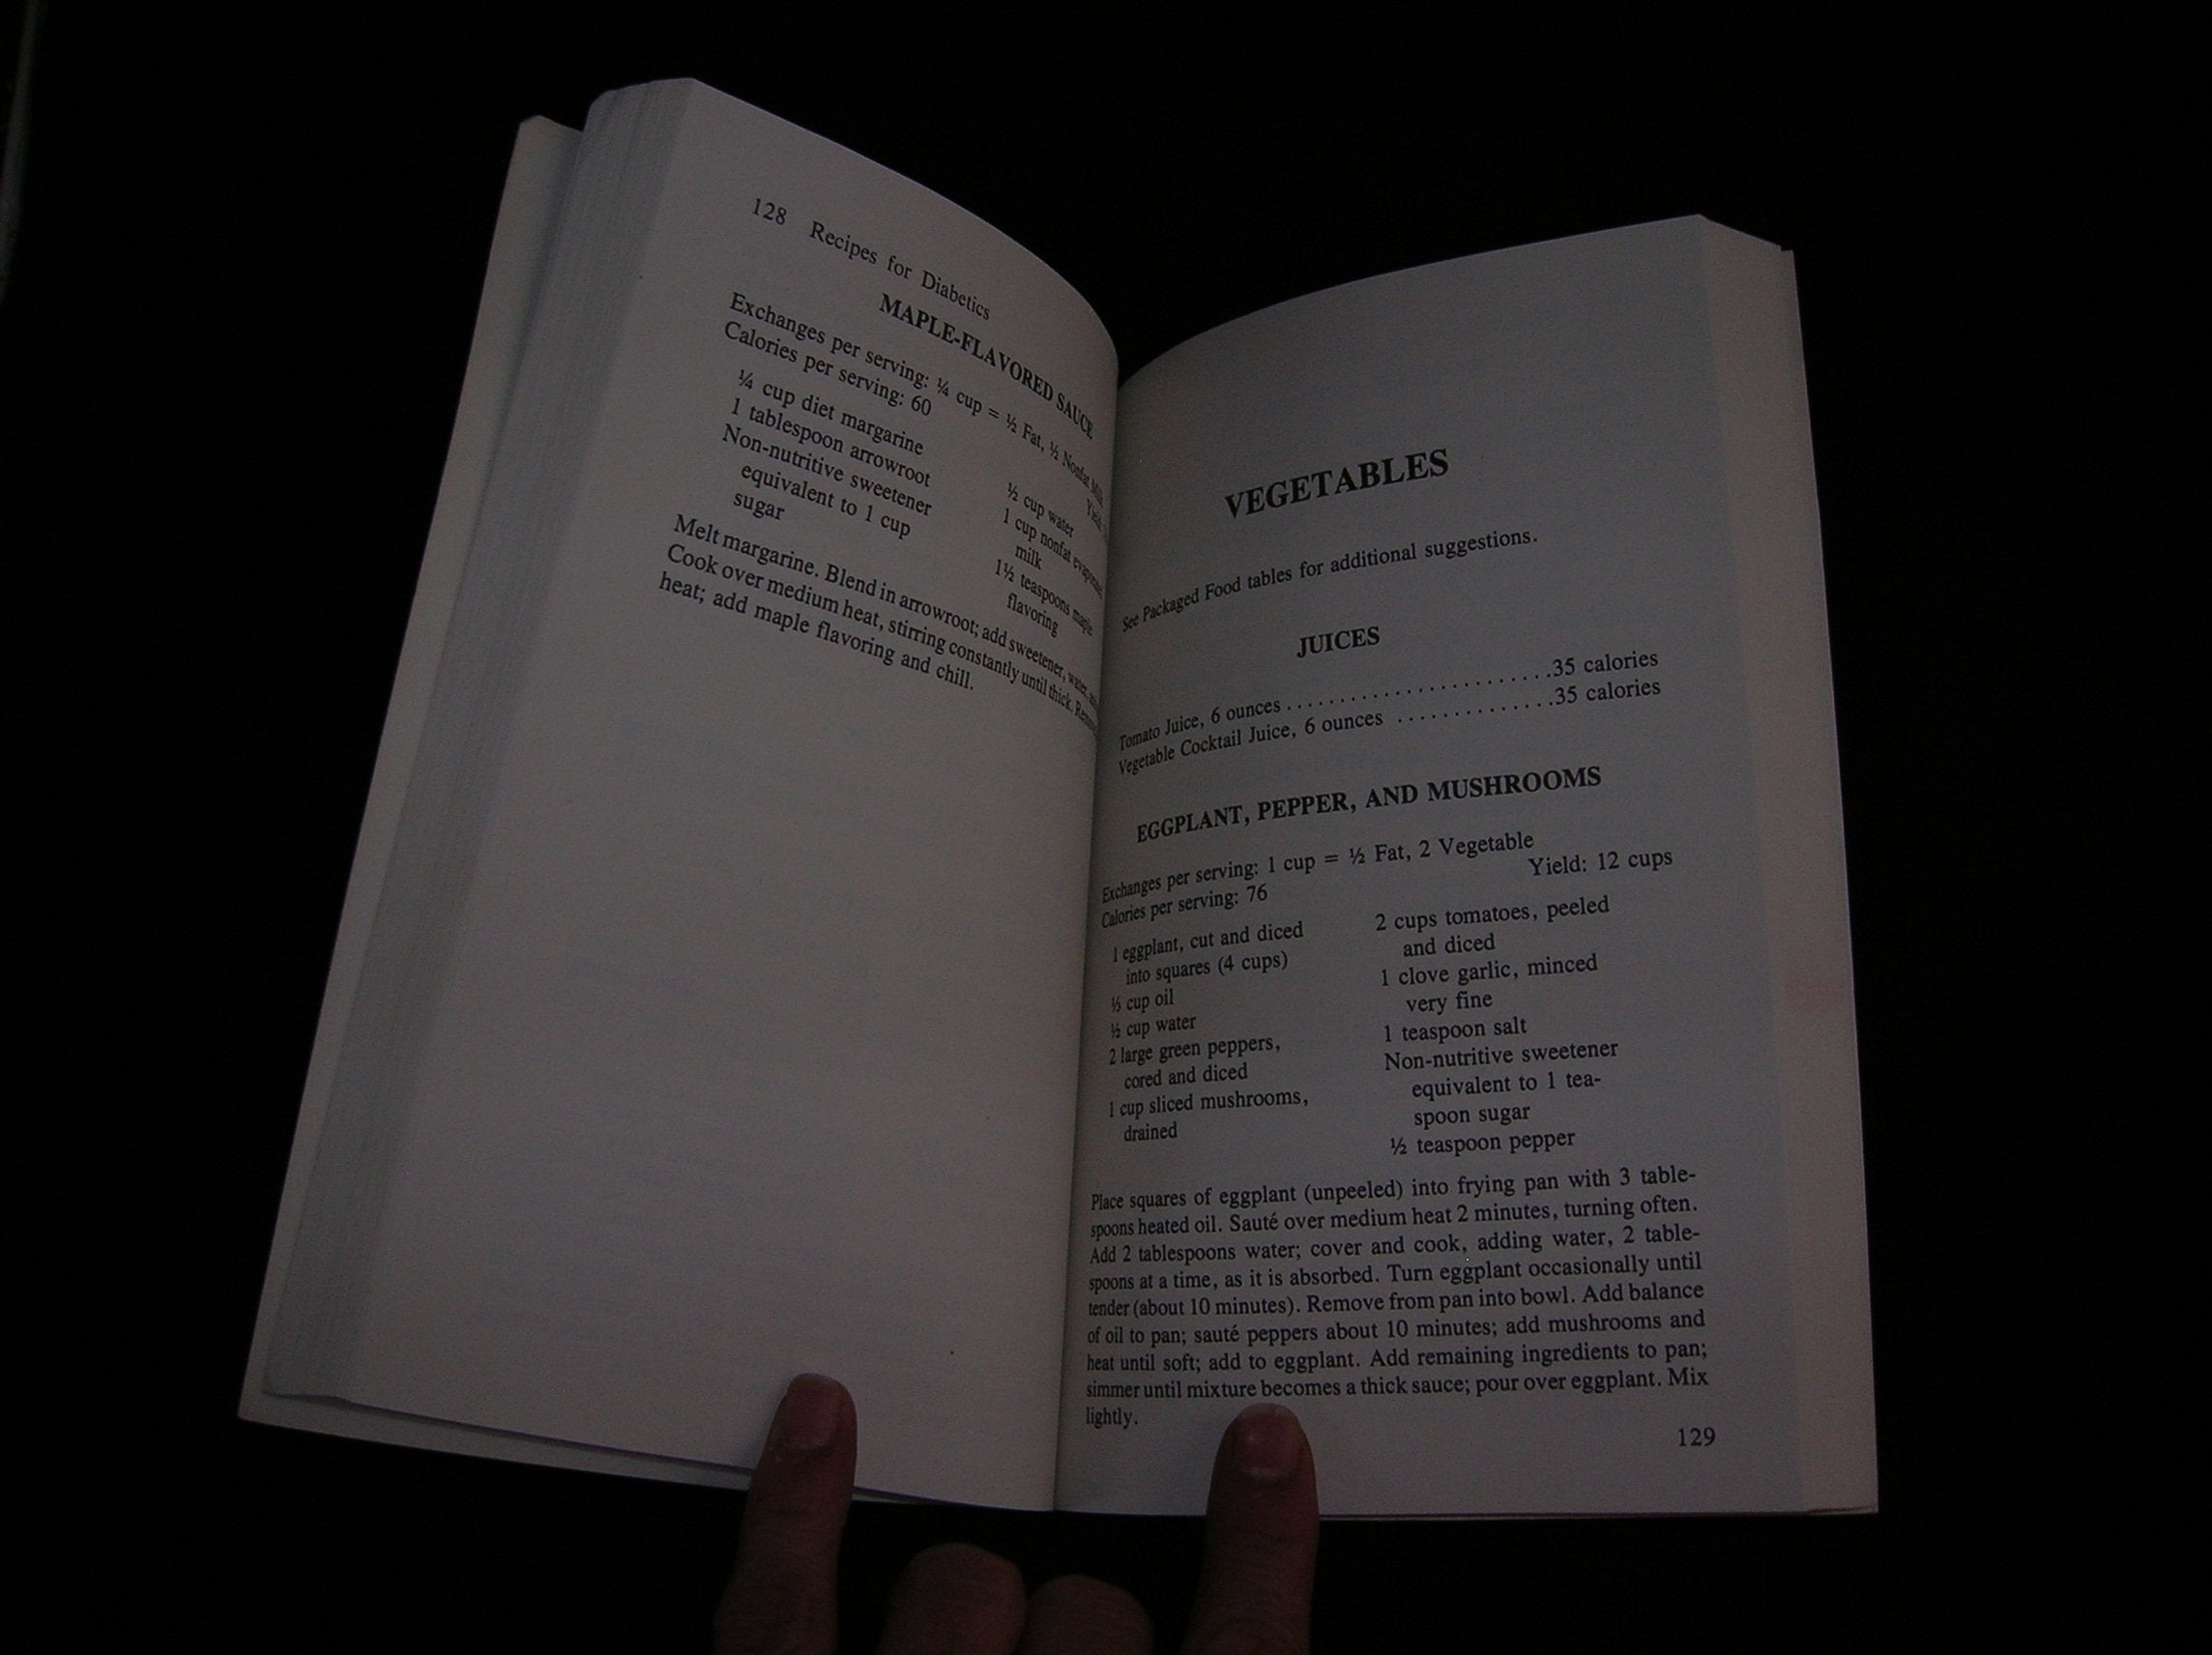 128 Recipes for Diabetics
MAPLE-FLAVORED SAUCE
Exchanges per serving: ¼ cup = ½ Fat, ½ Nonfat Milk
Calories per serving: 60
Yield:
¼ cup diet margarine
1 tablespoon arrowroot
Non-nutritive sweetener
equivalent to 1 cup
sugar
½ cup water
1 cup nonfat evaporated
milk
1½ teaspoons maple
flavoring
Melt margarine. Blend in arrowroot; add sweetener, water,
Cook over medium heat, stirring constantly until thick.
heat; add maple flavoring and chill.
VEGETABLES
See Packaged Food tables for additional suggestions.
JUICES
Tomato Juice, 6 ounces . . . . . . . . . . . . . . . . . . . . . . .35 calories
Vegetable Cocktail Juice, 6 ounces . . . . . . . . . . . . . .35 calories
EGGPLANT, PEPPER, AND MUSHROOMS
Exchanges per serving: 1 cup = ½ Fat, 2 Vegetable
Calories per serving: 76
Yield: 12 cups
1 eggplant, cut and diced
into squares (4 cups)
⅓ cup oil
½ cup water
2 large green peppers,
cored and diced
1 cup sliced mushrooms,
drained
2 cups tomatoes, peeled
and diced
1 clove garlic, minced
very fine
1 teaspoon salt
Non-nutritive sweetener
equivalent to 1 tea-
spoon sugar
½ teaspoon pepper
Place squares of eggplant (unpeeled) into frying pan with 3 table-
spoons heated oil. Sauté over medium heat 2 minutes, turning often.
Add 2 tablespoons water; cover and cook, adding water, 2 table-
spoons at a time, as it is absorbed. Turn eggplant occasionally until
tender (about 10 minutes). Remove from pan into bowl. Add balance
of oil to pan; sauté peppers about 10 minutes; add mushrooms and
heat until soft; add to eggplant. Add remaining ingredients to pan;
simmer until mixture becomes a thick sauce; pour over eggplant. Mix
lightly.
129